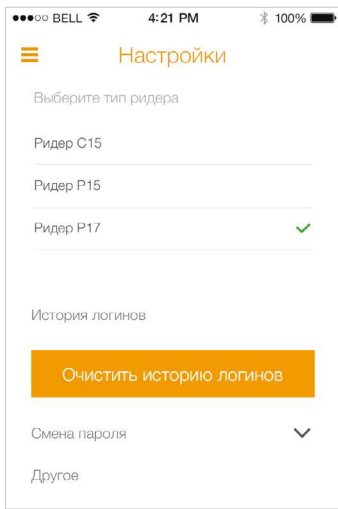 BELL 4:21 PM 100%
Настройки
Выберите тип ридера
Ридер C15
Ридер P15
Ридер P17
История логинов
Очистить историю логинов
Смена пароля
Другое